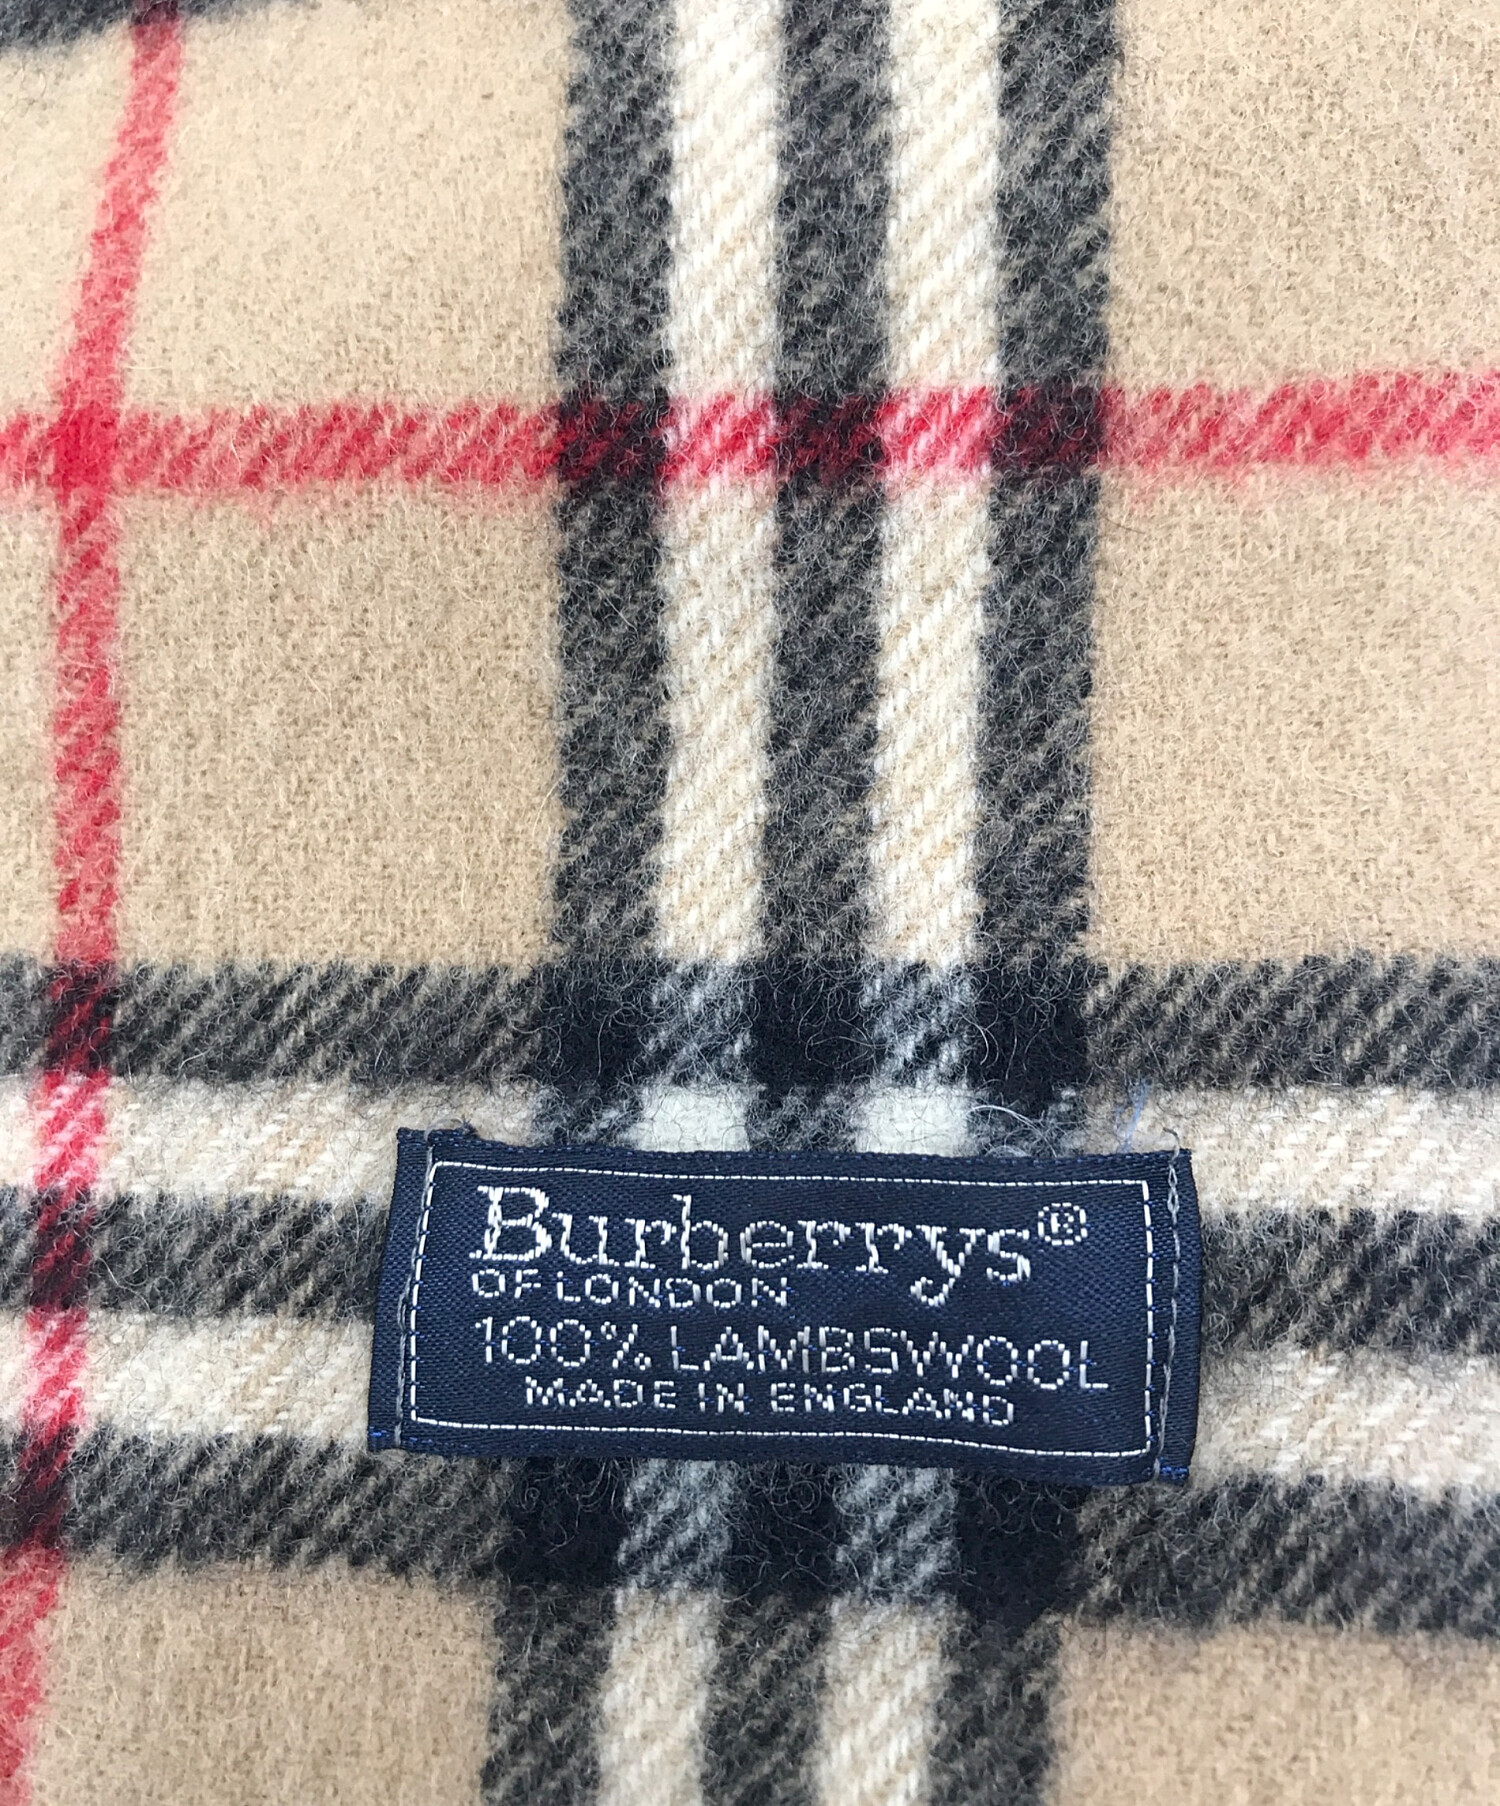 Burberrys®
OF LONDON
100% LAMBSWOOL
MADE IN ENGLAND